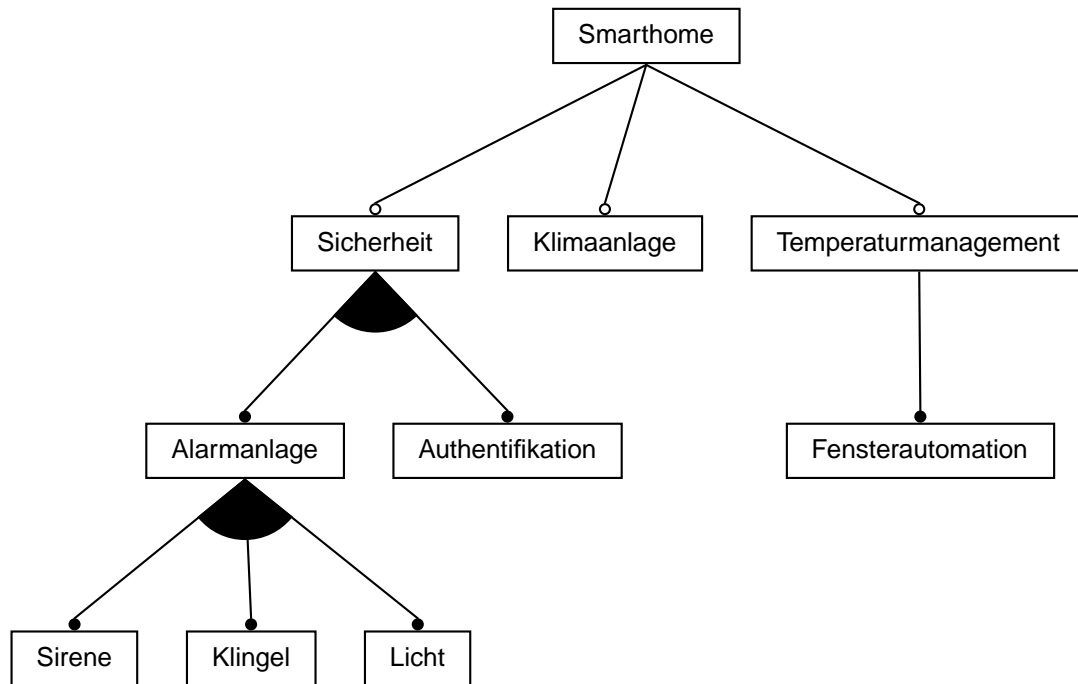 Smarthome
Sicherheit
Klimaanlage
Temperaturmanagement
Alarmanlage
Authentifikation
Fensterautomation
Sirene
Klingel
Licht